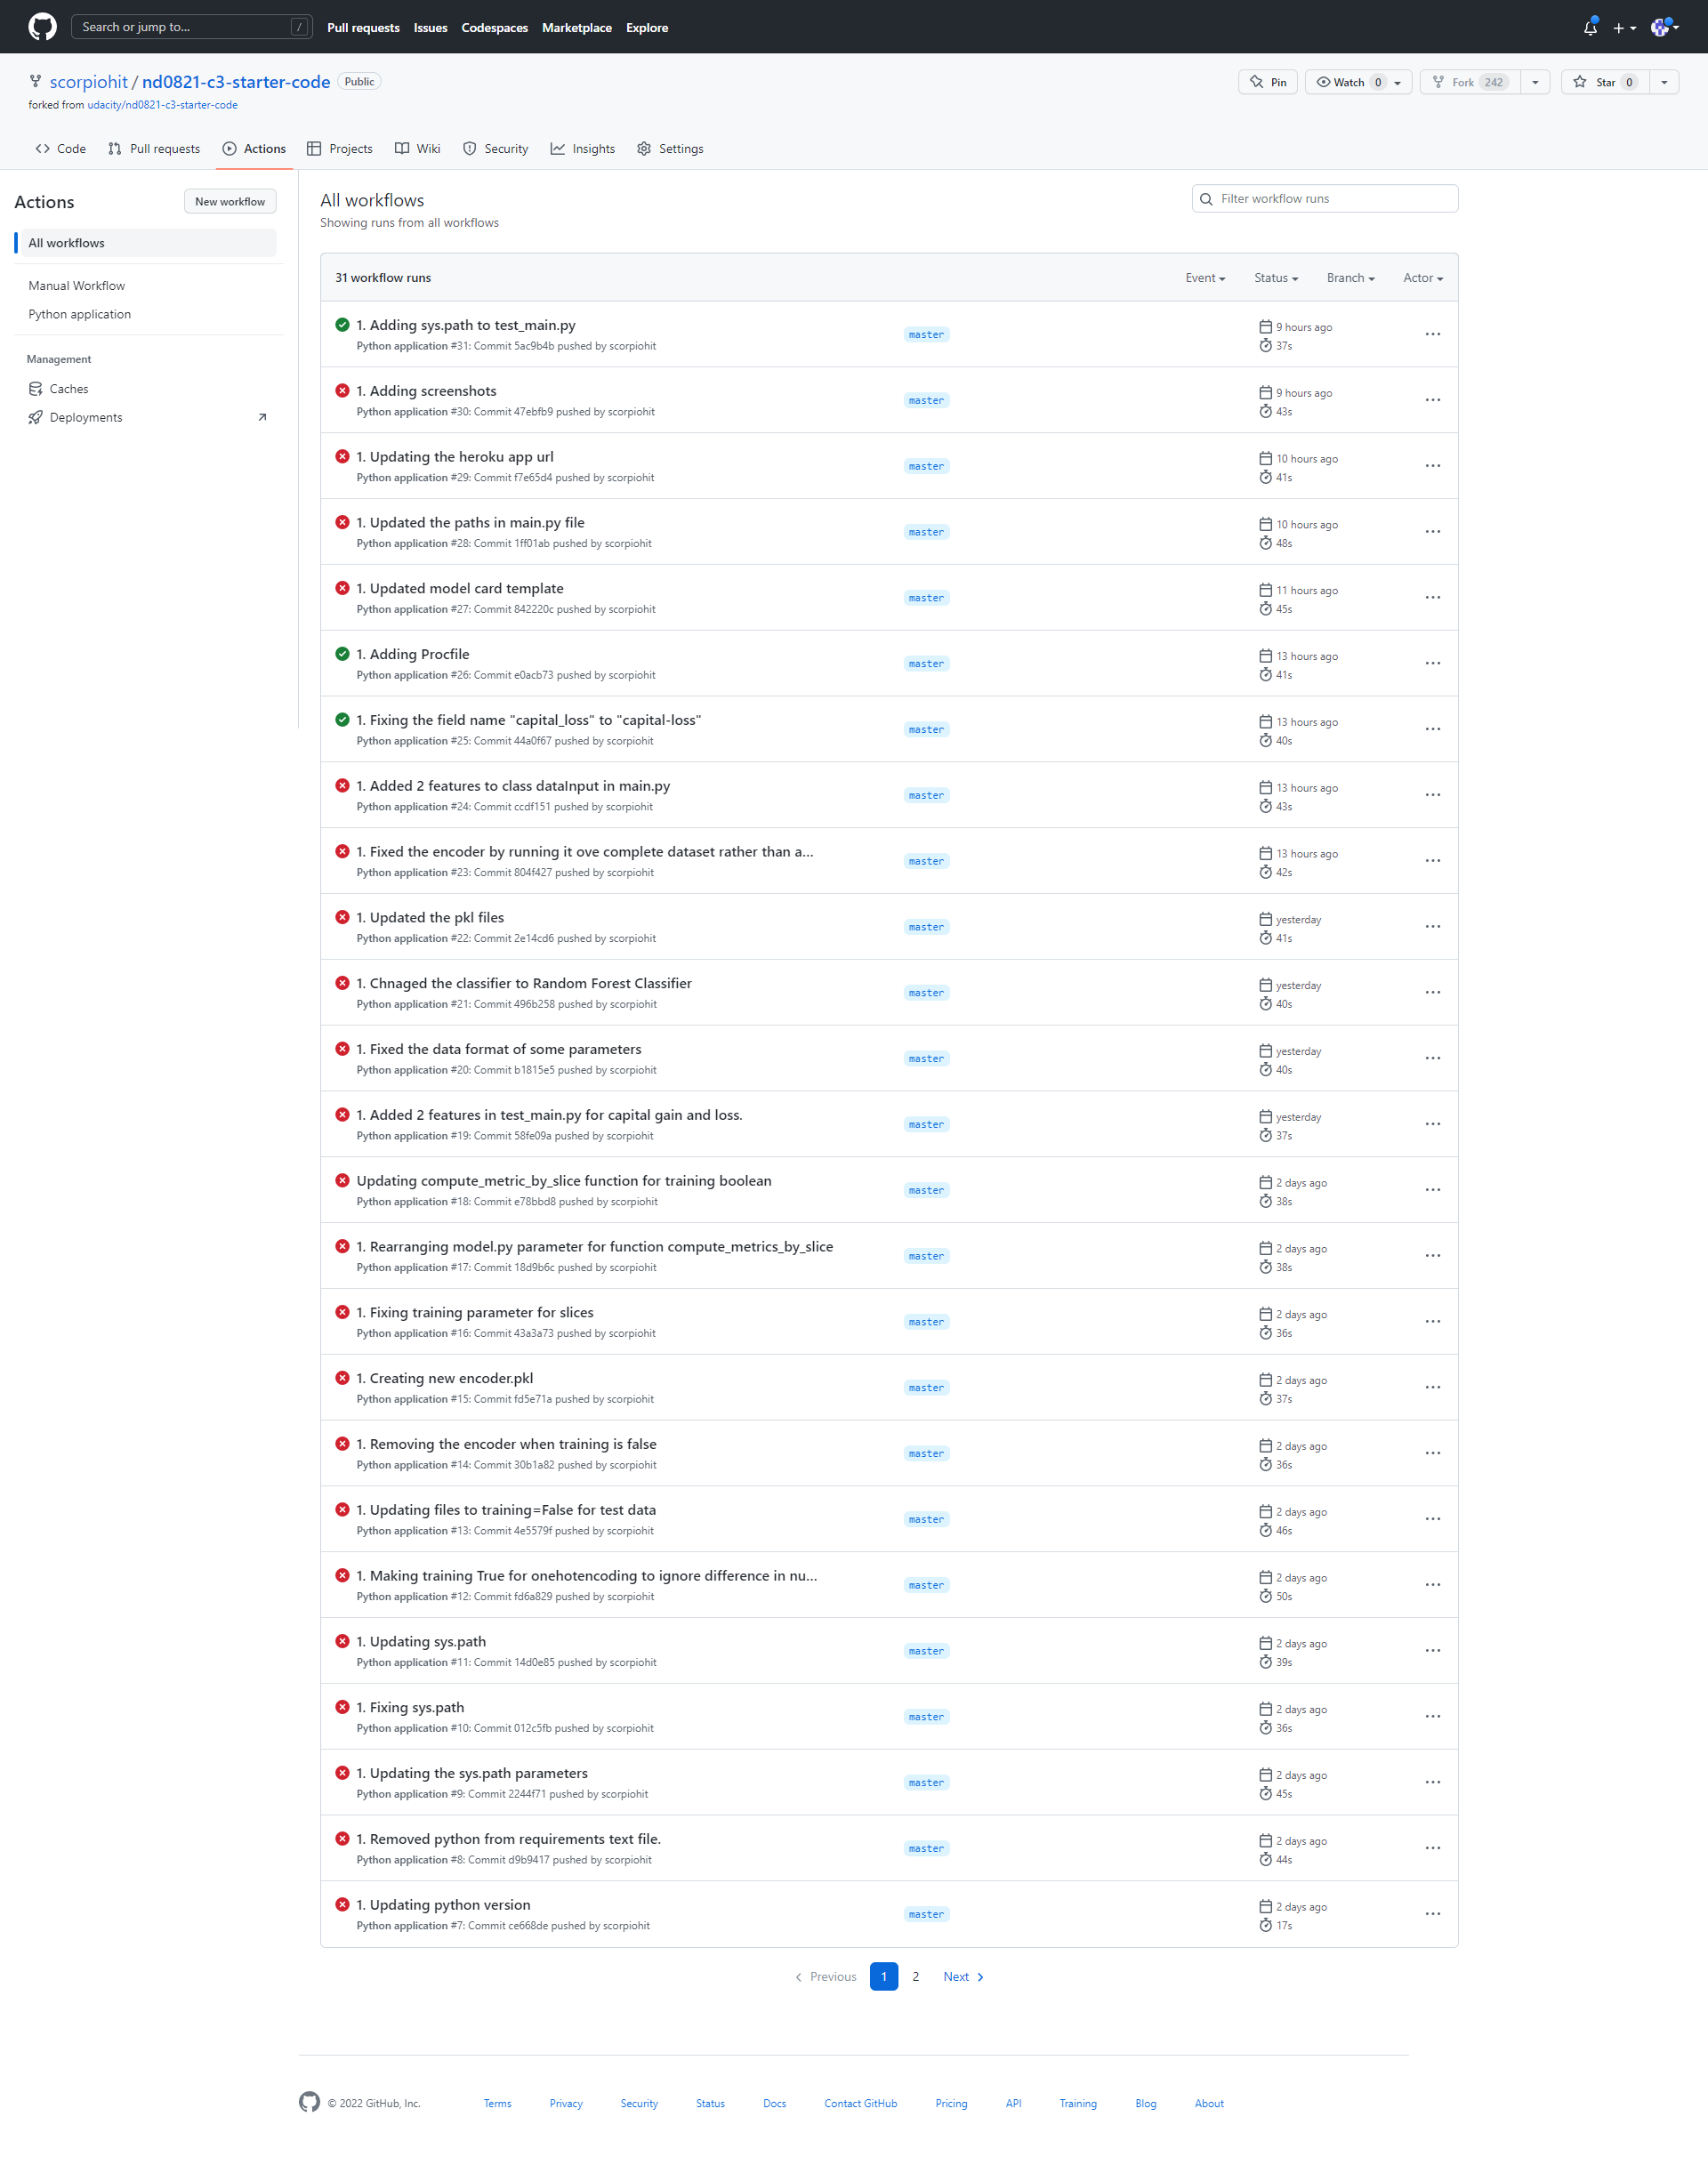 Search or jump to... /
Pull requests Issues Codespaces Marketplace Explore
scorpiohit / nd0821-c3-starter-code Public
forked from udacity/nd0821-c3-starter-code
Pin Watch 0 Fork 242 Star 0
Code Pull requests Actions Projects Wiki Security Insights Settings
Actions New workflow
All workflows
Manual Workflow
Python application
Management
Caches
Deployments
All workflows
Showing runs from all workflows
Filter workflow runs
31 workflow runs Event Status Branch Actor
1. Adding sys.path to test_main.py
Python application #31: Commit 5ac9b4b pushed by scorpiohit
master
9 hours ago
37s
1. Adding screenshots
Python application #30: Commit 47ebfb9 pushed by scorpiohit
master
9 hours ago
43s
1. Updating the heroku app url
Python application #29: Commit f7e65d4 pushed by scorpiohit
master
10 hours ago
41s
1. Updated the paths in main.py file
Python application #28: Commit 1ff01ab pushed by scorpiohit
master
10 hours ago
48s
1. Updated model card template
Python application #27: Commit 842220c pushed by scorpiohit
master
11 hours ago
45s
1. Adding Procfile
Python application #26: Commit e0acb73 pushed by scorpiohit
master
13 hours ago
41s
1. Fixing the field name "capital_loss" to "capital-loss"
Python application #25: Commit 44a0f67 pushed by scorpiohit
master
13 hours ago
40s
1. Added 2 features to class dataInput in main.py
Python application #24: Commit ccdf151 pushed by scorpiohit
master
13 hours ago
43s
1. Fixed the encoder by running it ove complete dataset rather than a...
Python application #23: Commit 804f427 pushed by scorpiohit
master
13 hours ago
42s
1. Updated the pkl files
Python application #22: Commit 2e14cd6 pushed by scorpiohit
master
yesterday
41s
1. Chnaged the classifier to Random Forest Classifier
Python application #21: Commit 496b258 pushed by scorpiohit
master
yesterday
40s
1. Fixed the data format of some parameters
Python application #20: Commit b1815e5 pushed by scorpiohit
master
yesterday
40s
1. Added 2 features in test_main.py for capital gain and loss.
Python application #19: Commit 58fe09a pushed by scorpiohit
master
yesterday
37s
Updating compute_metric_by_slice function for training boolean
Python application #18: Commit e78bbd8 pushed by scorpiohit
master
2 days ago
38s
1. Rearranging model.py parameter for function compute_metrics_by_slice
Python application #17: Commit 18d9b6c pushed by scorpiohit
master
2 days ago
38s
1. Fixing training parameter for slices
Python application #16: Commit 43a3a73 pushed by scorpiohit
master
2 days ago
36s
1. Creating new encoder.pkl
Python application #15: Commit fd5e71a pushed by scorpiohit
master
2 days ago
37s
1. Removing the encoder when training is false
Python application #14: Commit 30b1a82 pushed by scorpiohit
master
2 days ago
36s
1. Updating files to training=False for test data
Python application #13: Commit 4e5579f pushed by scorpiohit
master
2 days ago
46s
1. Making training True for onehotencoding to ignore difference in nu...
Python application #12: Commit fd6a829 pushed by scorpiohit
master
2 days ago
50s
1. Updating sys.path
Python application #11: Commit 14d0e85 pushed by scorpiohit
master
2 days ago
39s
1. Fixing sys.path
Python application #10: Commit 012c5fb pushed by scorpiohit
master
2 days ago
36s
1. Updating the sys.path parameters
Python application #9: Commit 2244f71 pushed by scorpiohit
master
2 days ago
45s
1. Removed python from requirements text file.
Python application #8: Commit d9b9417 pushed by scorpiohit
master
2 days ago
44s
1. Updating python version
Python application #7: Commit ce668de pushed by scorpiohit
master
2 days ago
17s
Previous 1 2 Next
© 2022 GitHub, Inc. Terms Privacy Security Status Docs Contact GitHub Pricing API Training Blog About